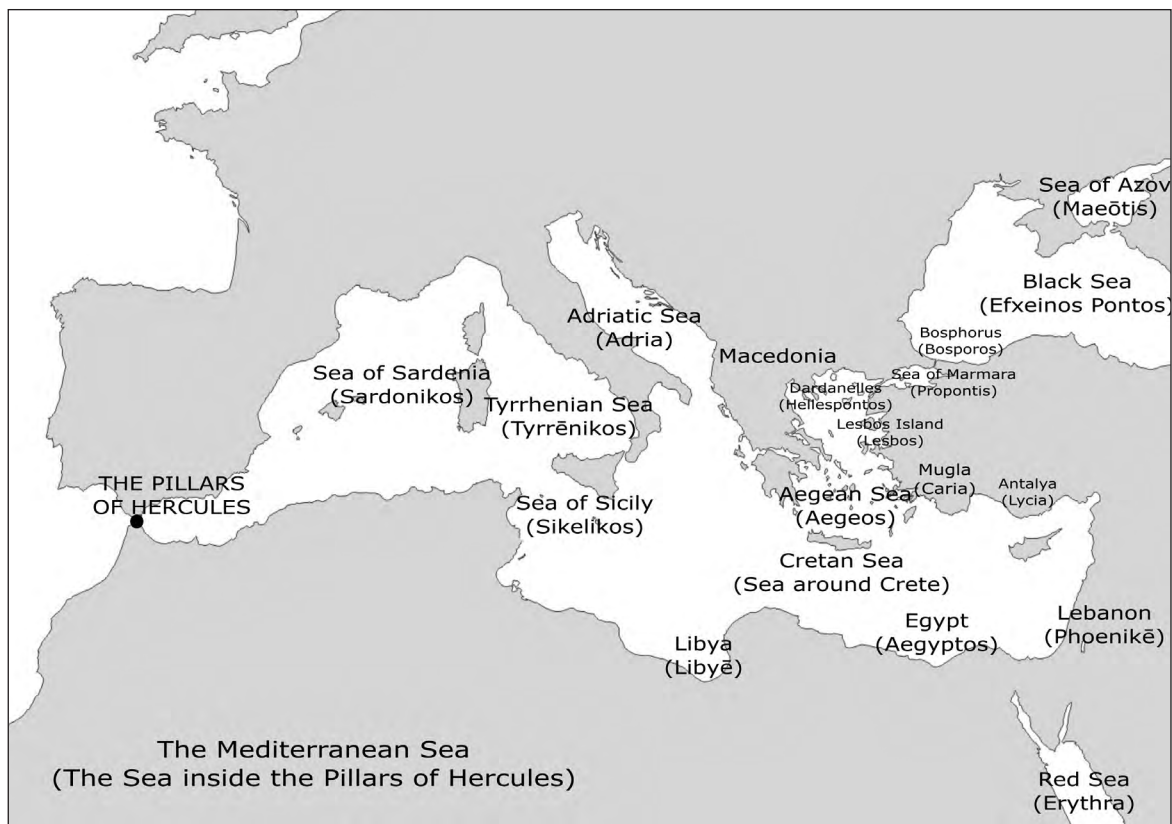 Sea of Azov
(Maeōtis)
Black Sea
(Efxeinos Pontos)
Bosphorus
(Bosporos)
Adriatic Sea
(Adria)
Macedonia
Sea of Marmara
(Propontis)
Dardanelles
(Hellespontos)
Sea of Sardenia
(Sardonikos)
Tyrrhenian Sea
(Tyrrēnikos)
Lesbos Island
(Lesbos)
Mugla
(Caria)
Antalya
(Lycia)
THE PILLARS
OF HERCULES
Sea of Sicily
(Sikelikos)
Aegean Sea
(Aegeos)
Cretan Sea
(Sea around Crete)
Egypt
(Aegyptos)
Lebanon
(Phoenikē)
Libya
(Libyē)
The Mediterranean Sea
(The Sea inside the Pillars of Hercules)
Red Sea
(Erythra)